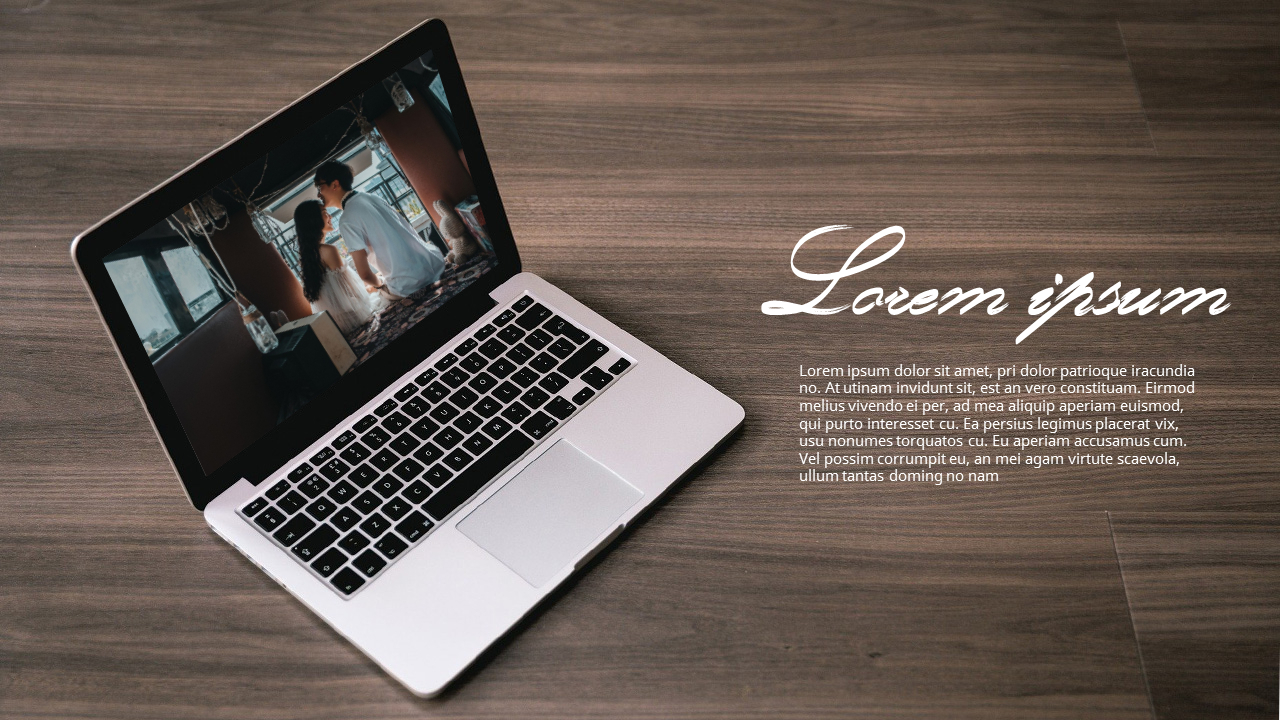 Lorem ipsum
Lorem ipsum dolor sit amet, pri dolor patrioque iracundia
no. At utinam invidunt sit, est an vero constituam. Eirmod
melius vivendo ei per, ad mea aliquip aperiam euismod,
qui purto interesset cu. Ea persius legimus placerat vix,
usu nonumes torquatos cu. Eu aperiam accusamus cum.
Vel possim corrumpit eu, an mei agam virtute scaevola,
ullum tantas doming no nam